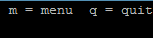 m = menu  q = quit